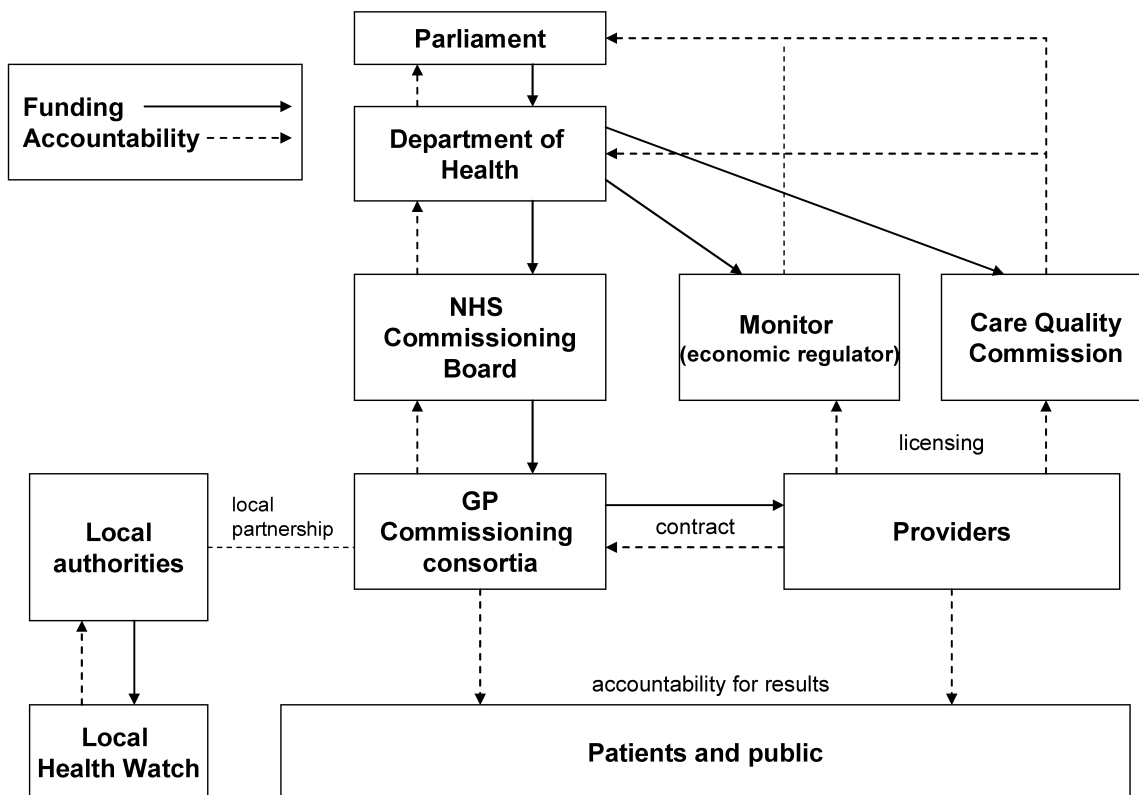 Parliament
Funding
Accountability
Department of
Health
NHS
Commissioning
Board
Monitor
(economic regulator)
Care Quality
Commission
licensing
Local
authorities
local
partnership
GP
Commissioning
consortia
contract
Providers
accountability for results
Local
Health Watch
Patients and public